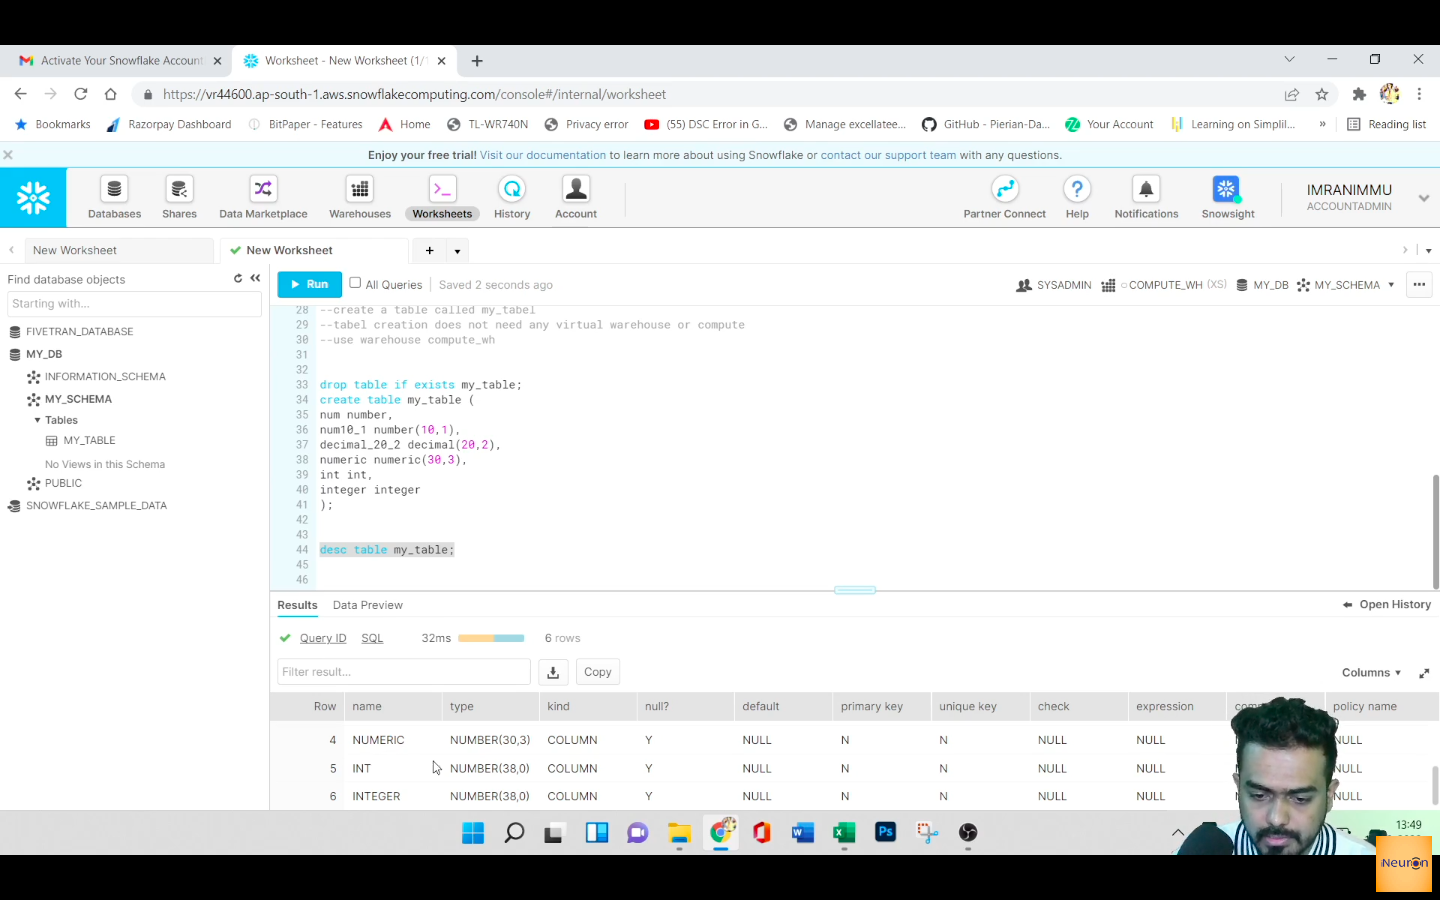 Activate Your Snowflake Account
Worksheet - New Worksheet (1/1
https://vr44600.ap-south-1.aws.snowflakecomputing.com/console#/internal/worksheet
Bookmarks Razorpay Dashboard BitPaper - Features Home TL-WR740N Privacy error (55) DSC Error in G... Manage excellatee... GitHub - Pierian-Da... Your Account Learning on Simplil... » Reading list
Enjoy your free trial! Visit our documentation to learn more about using Snowflake or contact our support team with any questions.
Databases Shares Data Marketplace Warehouses Worksheets History Account Partner Connect Help Notifications Snowsight
IMRANIMMU
ACCOUNTADMIN
New Worksheet New Worksheet
Find database objects
Starting with...
FIVETRAN_DATABASE
MY_DB
INFORMATION_SCHEMA
MY_SCHEMA
Tables
MY_TABLE
No Views in this Schema
PUBLIC
SNOWFLAKE_SAMPLE_DATA
Run All Queries Saved 2 seconds ago SYSADMIN COMPUTE_WH (XS) MY_DB MY_SCHEMA
28 --create a table called my_tabel
29 --tabel creation does not need any virtual warehouse or compute
30 --use warehouse compute_wh
31
32
33 drop table if exists my_table;
34 create table my_table (
35 num number,
36 num10_1 number(10,1),
37 decimal_20_2 decimal(20,2),
38 numeric numeric(30,3),
39 int int,
40 integer integer
41 );
42
43
44 desc table my_table;
45
46
Results Data Preview Open History
Query ID SQL 32ms 6 rows
Filter result... Copy Columns
Row name type kind null? default primary key unique key check expression policy name
4 NUMERIC NUMBER(30,3) COLUMN Y NULL N N NULL NULL NULL
5 INT NUMBER(38,0) COLUMN Y NULL N N NULL NULL NULL
6 INTEGER NUMBER(38,0) COLUMN Y NULL N N NULL NULL NULL
13:49
Neuron